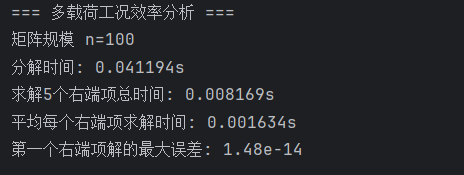 === 多载荷工况效率分析 ===
矩阵规模 n=100
分解时间: 0.041194s
求解5个右端项总时间: 0.008169s
平均每个右端项求解时间: 0.001634s
第一个右端项解的最大误差: 1.48e-14